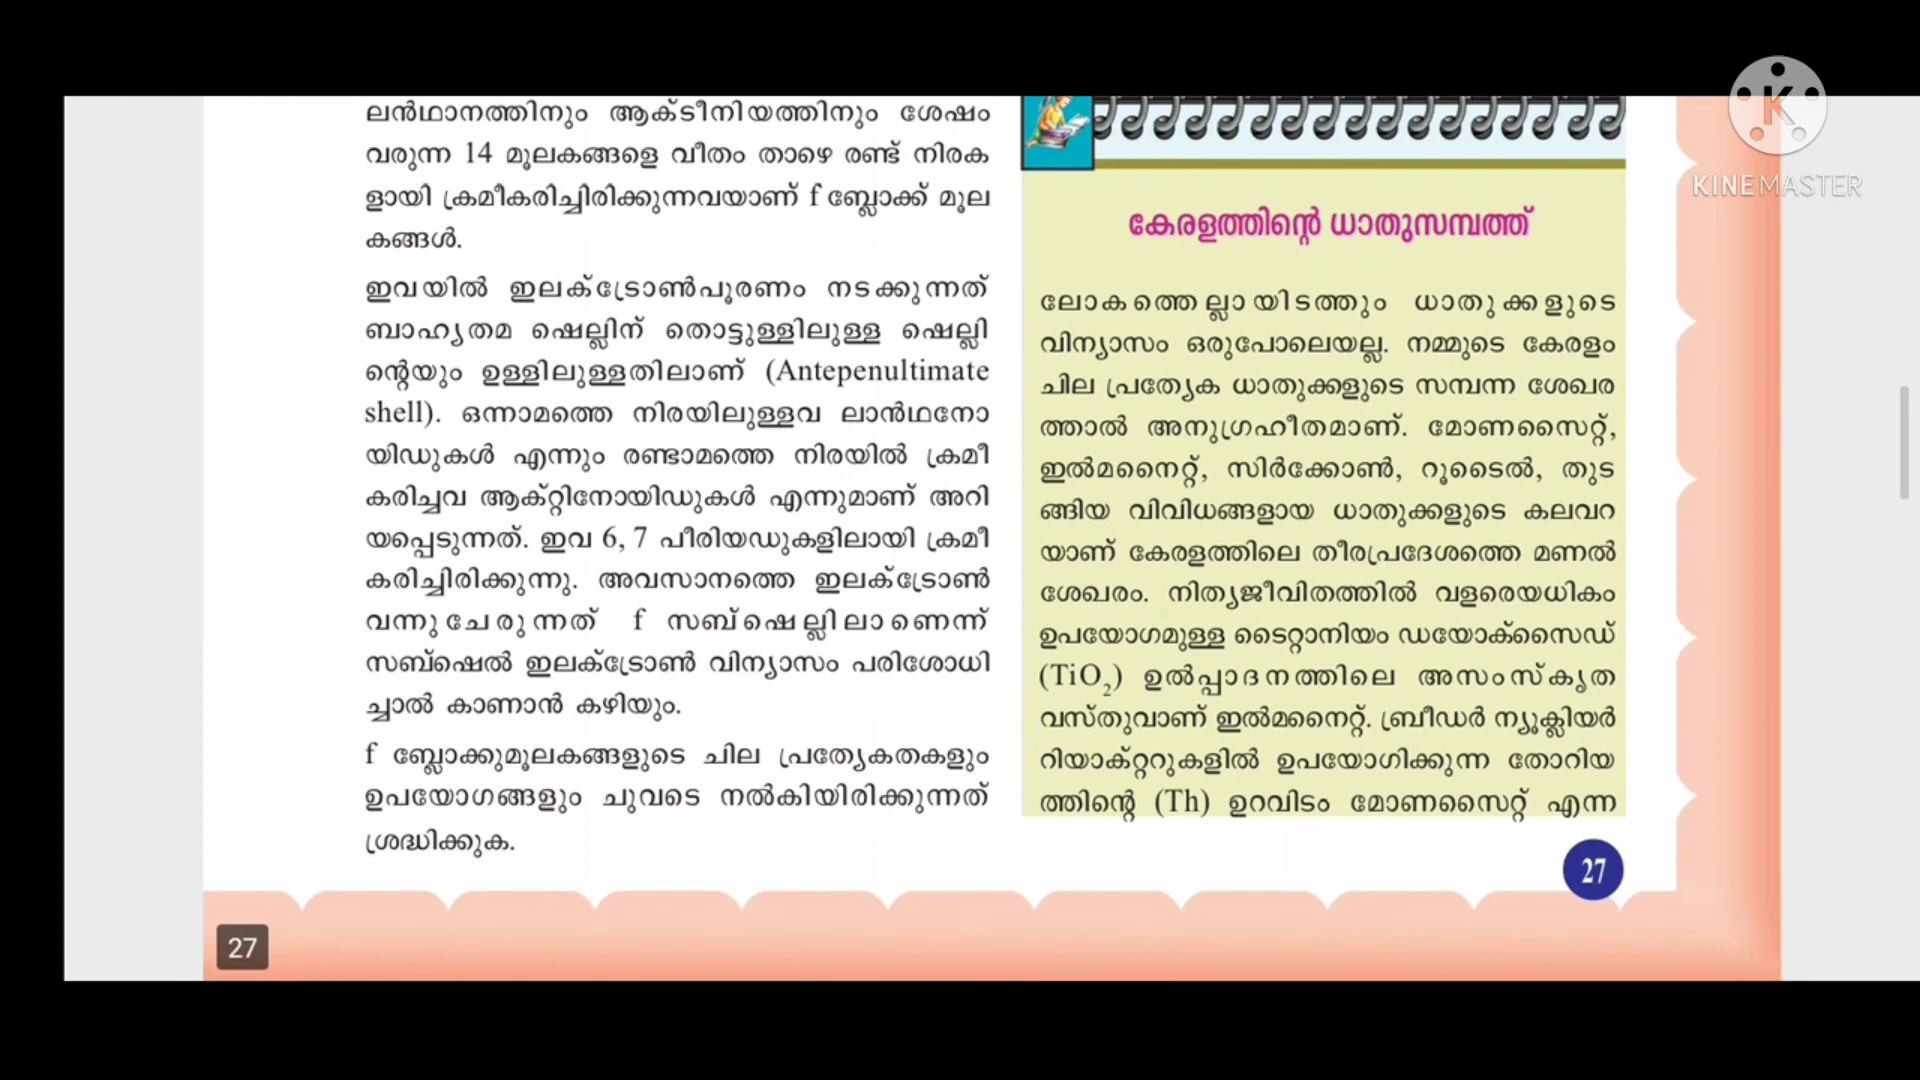 ലൻഥാനത്തിനും ആക്ടീനിയത്തിനും ശേഷം
വരുന്ന 14 മൂലകങ്ങളെ വീതം താഴെ രണ്ട് നിരക
ളായി ക്രമീകരിച്ചിരിക്കുന്നവയാണ് f ബ്ലോക്ക് മൂല
കങ്ങൾ.
ഇവയിൽ ഇലക്ട്രോൺപൂരണം നടക്കുന്നത്
ബാഹ്യതമ ഷെല്ലിന് തൊട്ടുള്ളിലുള്ള ഷെല്ലി
ന്റെയും ഉള്ളിലുള്ളതിലാണ് (Antepenultimate
shell). ഒന്നാമത്തെ നിരയിലുള്ളവ ലാൻഥനോ
യിഡുകൾ എന്നും രണ്ടാമത്തെ നിരയിൽ ക്രമീ
കരിച്ചവ ആക്റ്റിനോയിഡുകൾ എന്നുമാണ് അറി
യപ്പെടുന്നത്. ഇവ 6, 7 പീരിയഡുകളിലായി ക്രമീ
കരിച്ചിരിക്കുന്നു. അവസാനത്തെ ഇലക്ട്രോൺ
വന്നുചേരുന്നത് f സബ്ഷെല്ലിലാണെന്ന്
സബ്ഷെൽ ഇലക്ട്രോൺ വിന്യാസം പരിശോധി
ച്ചാൽ കാണാൻ കഴിയും.
f ബ്ലോക്കുമൂലകങ്ങളുടെ ചില പ്രത്യേകതകളും
ഉപയോഗങ്ങളും ചുവടെ നൽകിയിരിക്കുന്നത്
ശ്രദ്ധിക്കുക.
കേരളത്തിന്റെ ധാതുസമ്പത്ത്
ലോകത്തെല്ലായിടത്തും ധാതുക്കളുടെ
വിന്യാസം ഒരുപോലെയല്ല. നമ്മുടെ കേരളം
ചില പ്രത്യേക ധാതുക്കളുടെ സമ്പന്ന ശേഖര
ത്താൽ അനുഗ്രഹീതമാണ്. മോണസൈറ്റ്,
ഇൽമനൈറ്റ്, സിർക്കോൺ, റൂടൈൽ, തുട
ങ്ങിയ വിവിധങ്ങളായ ധാതുക്കളുടെ കലവറ
യാണ് കേരളത്തിലെ തീരപ്രദേശത്തെ മണൽ
ശേഖരം. നിത്യജീവിതത്തിൽ വളരെയധികം
ഉപയോഗമുള്ള ടൈറ്റാനിയം ഡയോക്സൈഡ്
(TiO₂) ഉൽപ്പാദനത്തിലെ അസംസ്കൃത
വസ്തുവാണ് ഇൽമനൈറ്റ്. ബ്രീഡർ ന്യൂക്ലിയർ
റിയാക്റ്ററുകളിൽ ഉപയോഗിക്കുന്ന തോറിയ
ത്തിന്റെ (Th) ഉറവിടം മോണസൈറ്റ് എന്ന
27
27
K
KINEMASTER